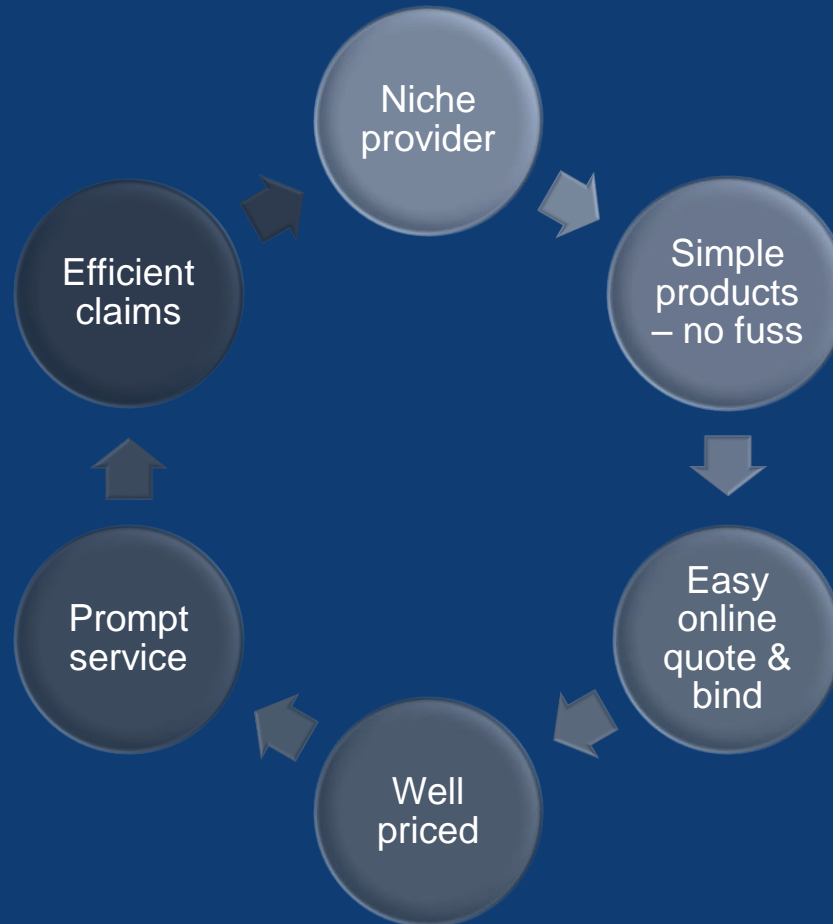 Niche
provider
Simple
products
– no fuss
Easy
online
quote &
bind
Well
priced
Prompt
service
Efficient
claims